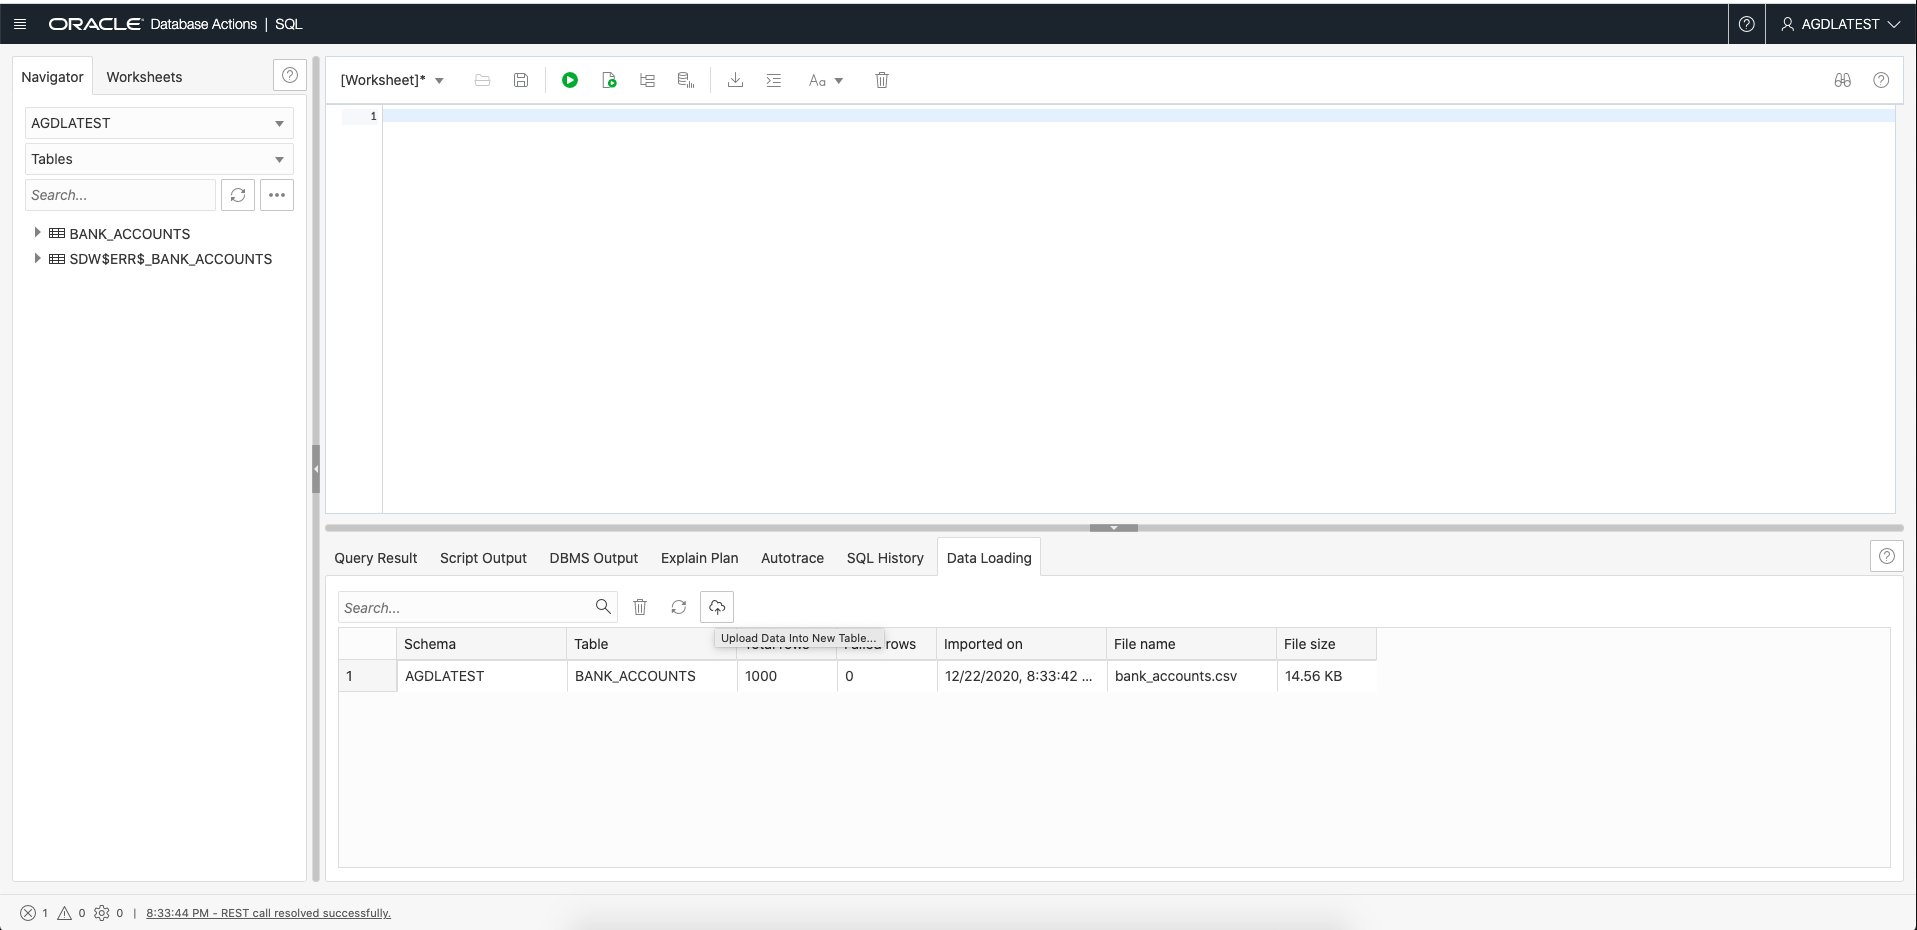 ORACLE Database Actions | SQL
AGDLATEST
Navigator
Worksheets
AGDLATEST
Tables
Search...
BANK_ACCOUNTS
SDW$ERR$_BANK_ACCOUNTS
[Worksheet]*
Aa
1
Query Result
Script Output
DBMS Output
Explain Plan
Autotrace
SQL History
Data Loading
Search...
Upload Data Into New Table...
Schema
Table
rows
Imported on
File name
File size
1
AGDLATEST
BANK_ACCOUNTS
1000
0
12/22/2020, 8:33:42 ...
bank_accounts.csv
14.56 KB
1
0
0
| 8:33:44 PM - REST call resolved successfully.